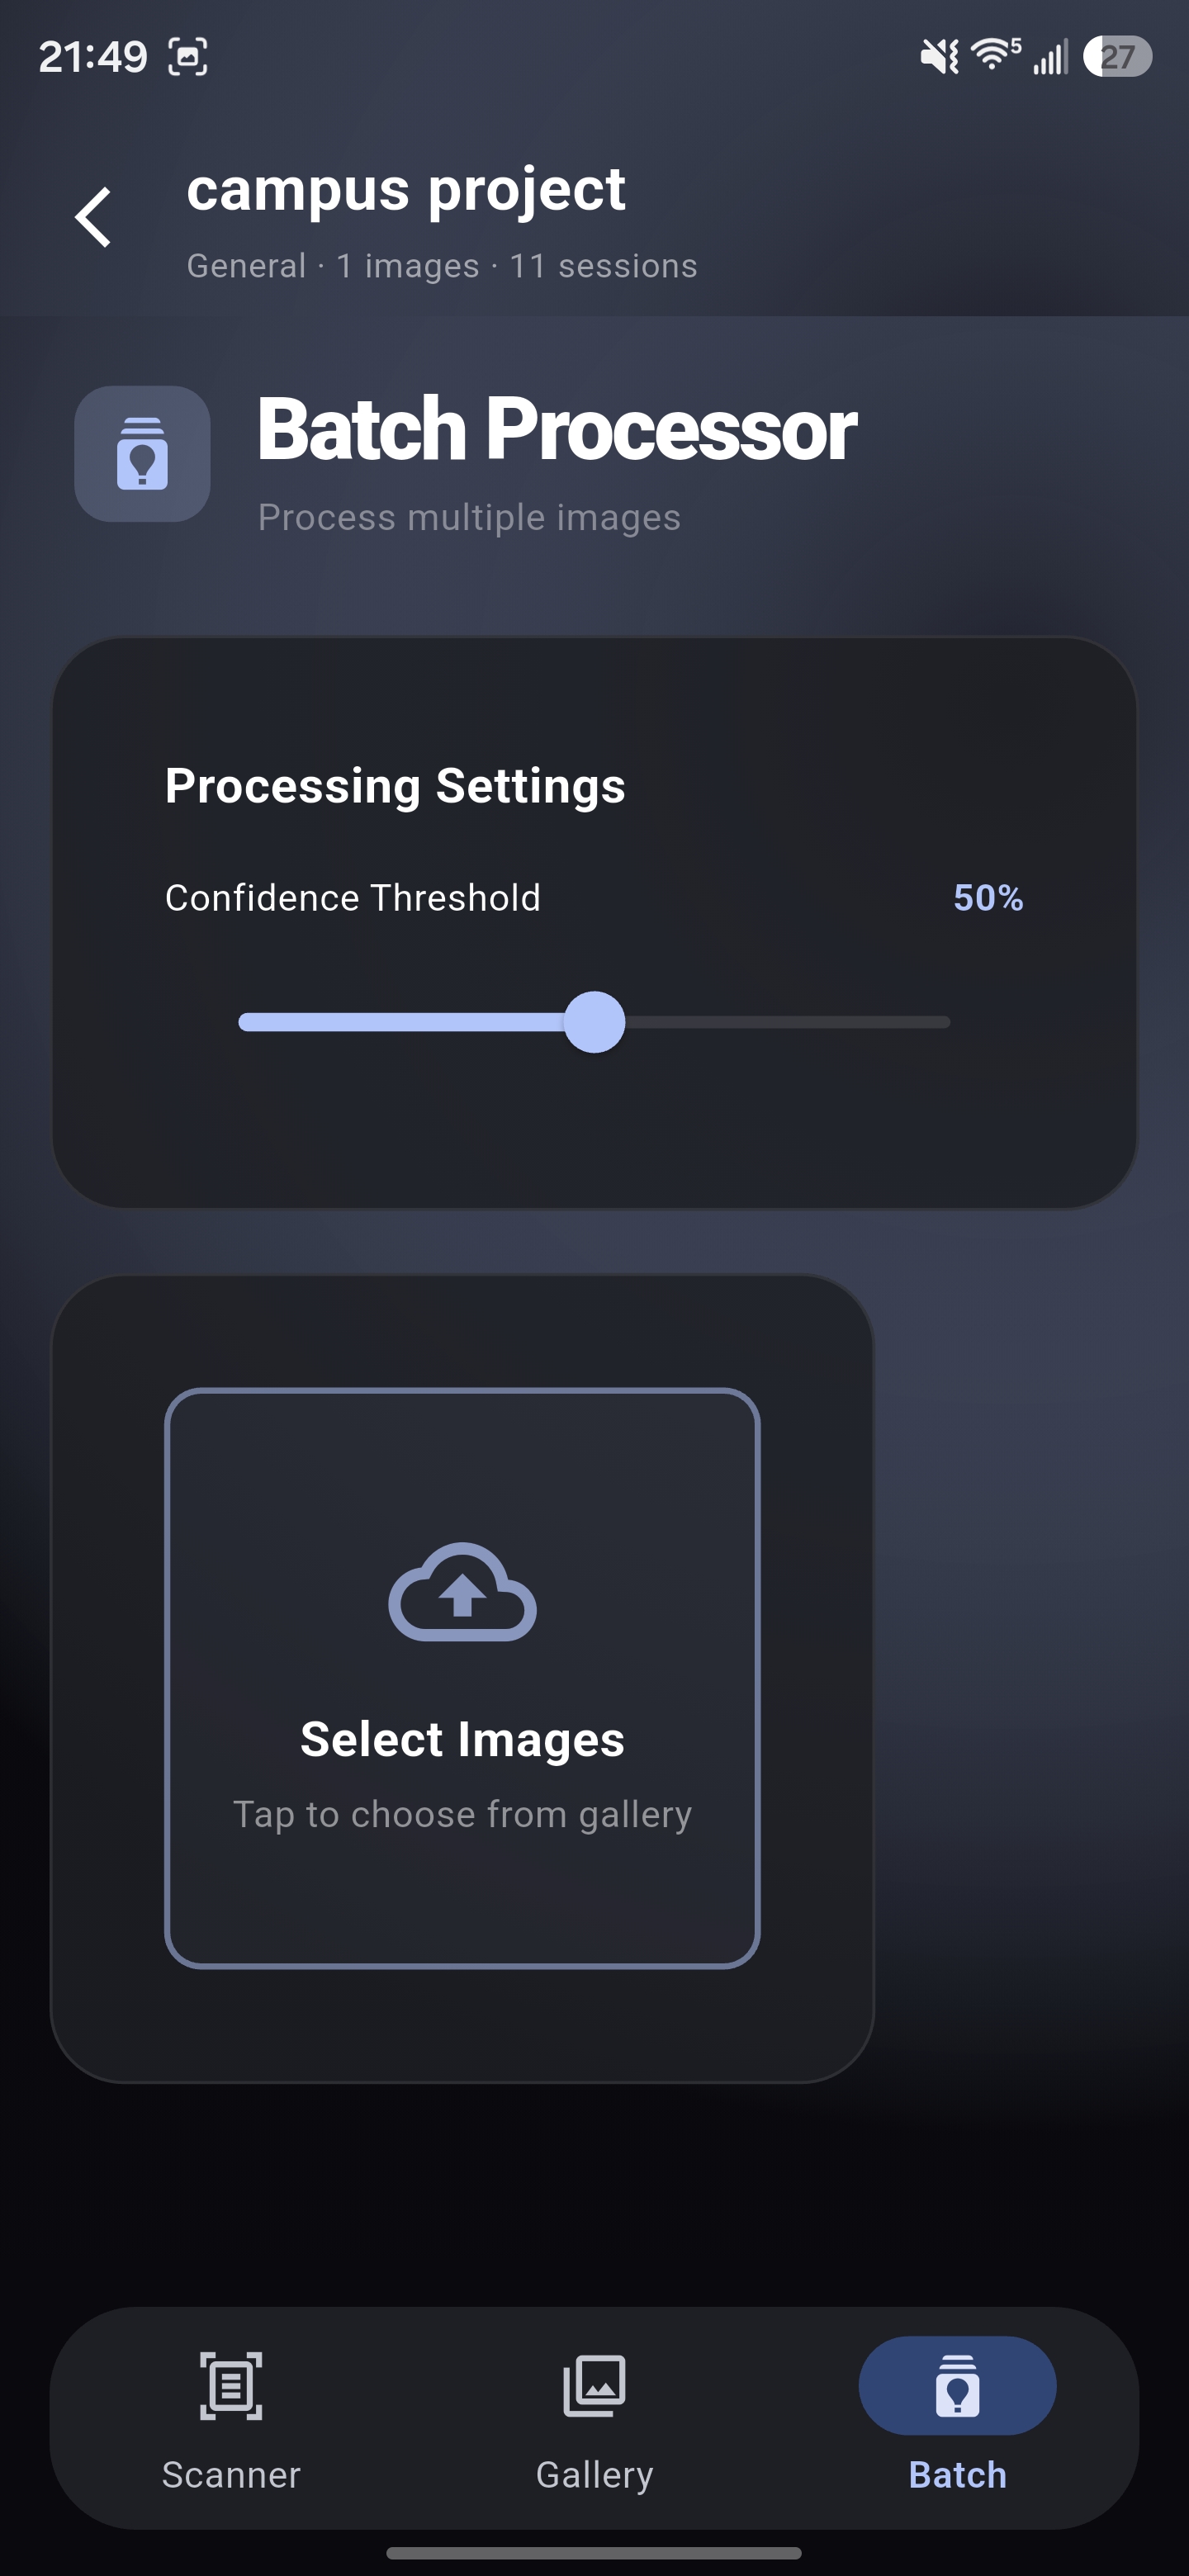 21:49
5
27
campus project
General · 1 images · 11 sessions
Batch Processor
Process multiple images
Processing Settings
Confidence Threshold 50%
Select Images
Tap to choose from gallery
Scanner Gallery Batch